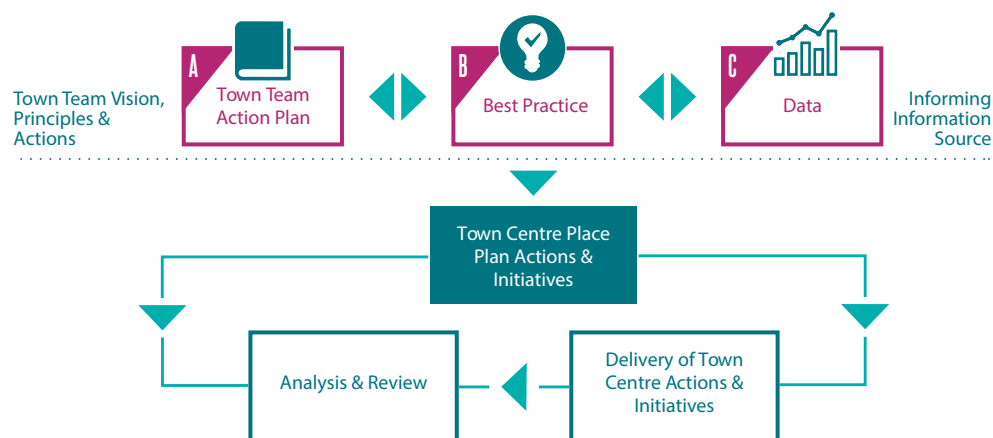 Town Team Vision,
Principles &
Actions
A
Town Team
Action Plan
B
Best Practice
C
Data
Informing
Information
Source
Town Centre Place
Plan Actions &
Initiatives
Analysis & Review
Delivery of Town
Centre Actions &
Initiatives